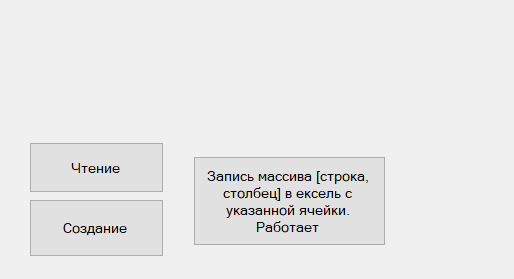 Чтение
Создание
Запись массива [строка,
столбец] в ексель с
указанной ячейки.
Работает